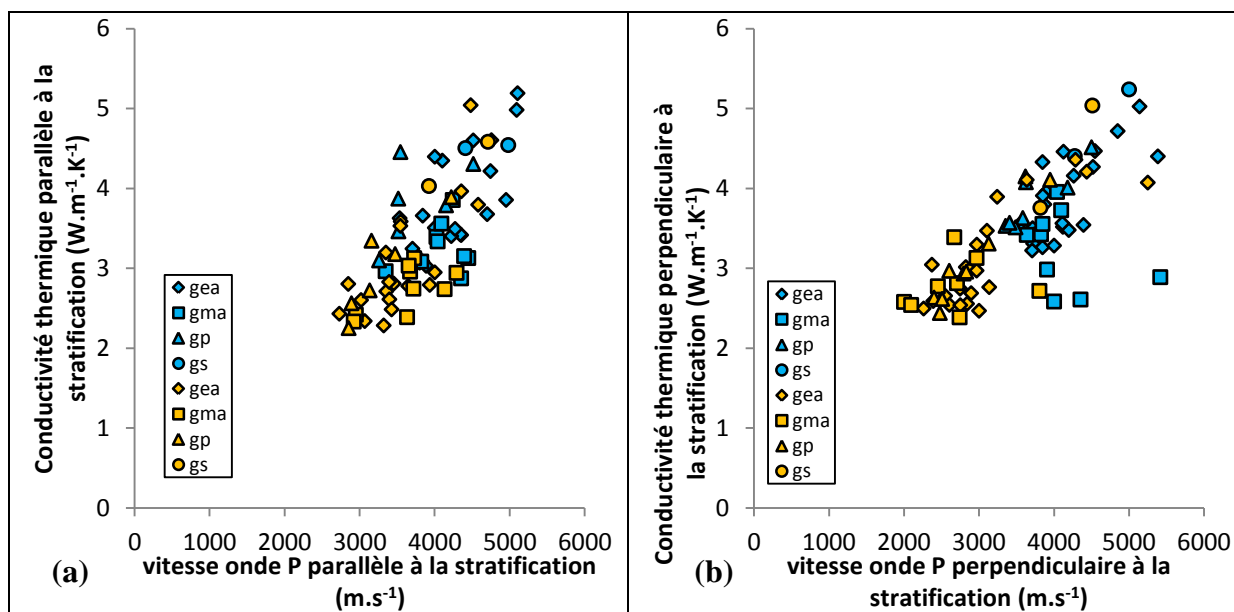 Conductivité thermique parallèle à la
stratification (W.m⁻¹.K⁻¹)
6
5
4
3
2
1
0
gea
gma
gp
gs
gea
gma
gp
gs
0 1000 2000 3000 4000 5000 6000
(a)
vitesse onde P parallèle à la stratification
(m.s⁻¹)
Conductivité thermique perpendiculaire à
la stratification (W.m⁻¹.K⁻¹)
6
5
4
3
2
1
0
gea
gma
gp
gs
gea
gma
gp
gs
0 1000 2000 3000 4000 5000 6000
(b)
vitesse onde P perpendiculaire à la
stratification (m.s⁻¹)